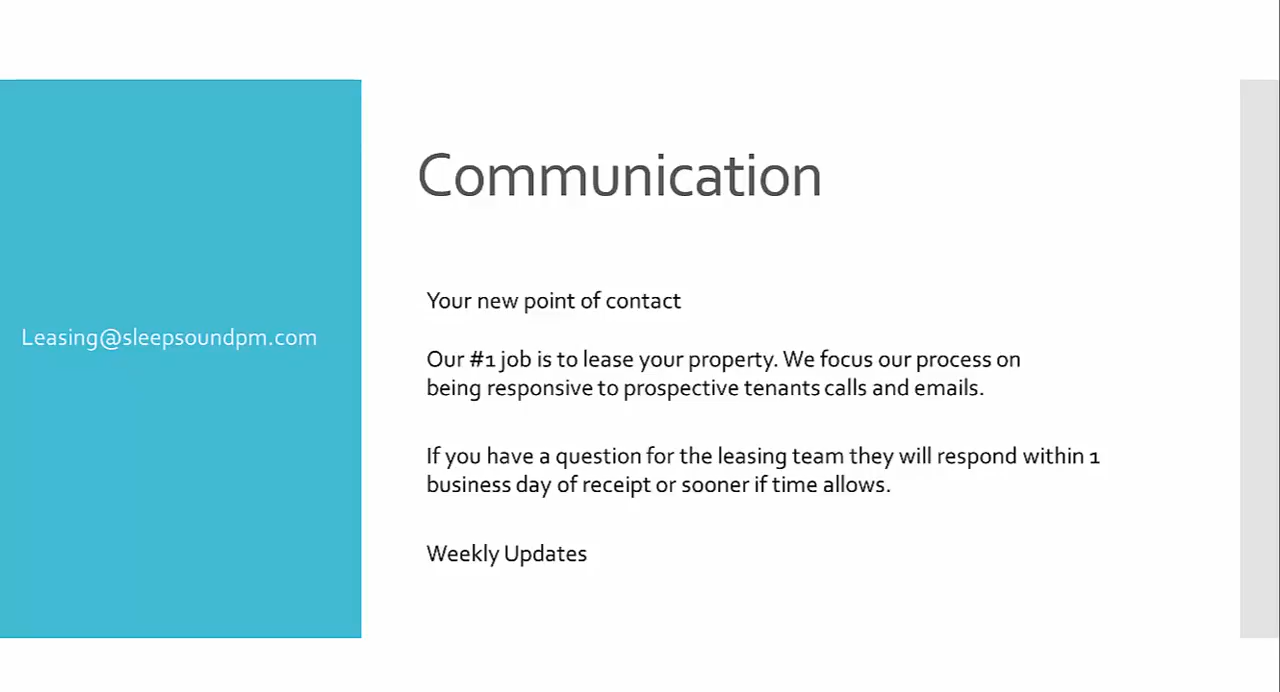 Communication
Leasing@sleepsoundpm.com
Your new point of contact
Our #1 job is to lease your property. We focus our process on
being responsive to prospective tenants calls and emails.
If you have a question for the leasing team they will respond within 1
business day of receipt or sooner if time allows.
Weekly Updates